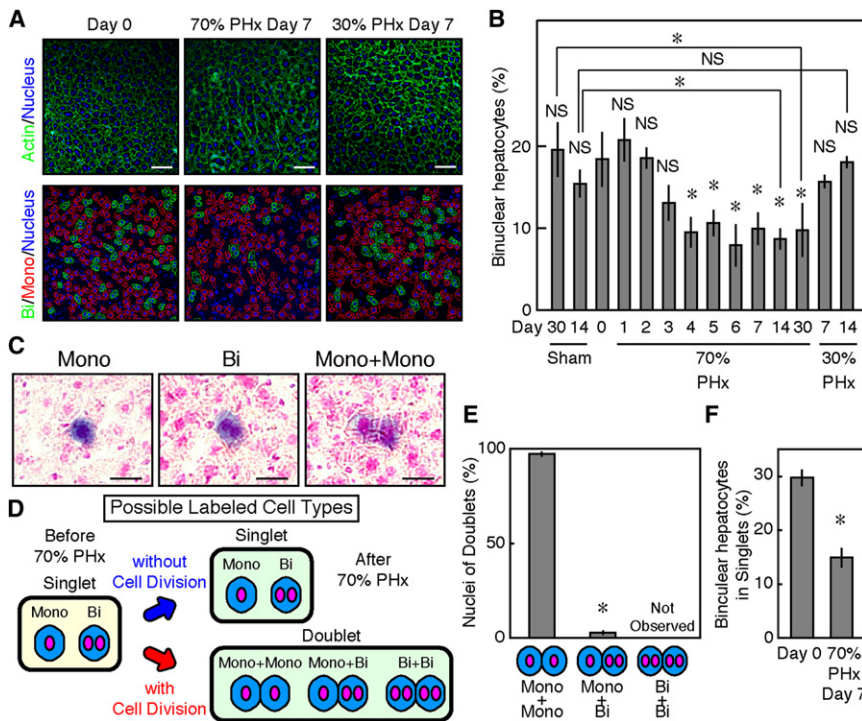 A
Day 0
70% PHx Day 7
30% PHx Day 7
Actin/Nucleus
Bi/Mono/Nucleus
B
Binuclear hepatocytes (%)
20
10
0
*
NS
*
NS
NS
NS
NS
NS
*
*
*
*
*
*
NS
NS
Day
30
14
0
1
2
3
4
5
6
7
14
30
7
14
Sham
70%
PHx
30%
PHx
C
Mono
Bi
Mono+Mono
D
Possible Labeled Cell Types
Before
70% PHx
Singlet
Mono
Bi
without
Cell Division
with
Cell Division
Singlet
Mono
Bi
After
70% PHx
Doublet
Mono+Mono
Mono+Bi
Bi+Bi
E
Nuclei of Doublets (%)
100
50
0
*
Not
Observed
Mono
+
Mono
Mono
+
Bi
Bi
+
Bi
F
Binculear hepatocytes
in Singlets (%)
30
20
10
0
*
Day 0
70%
PHx
Day 7